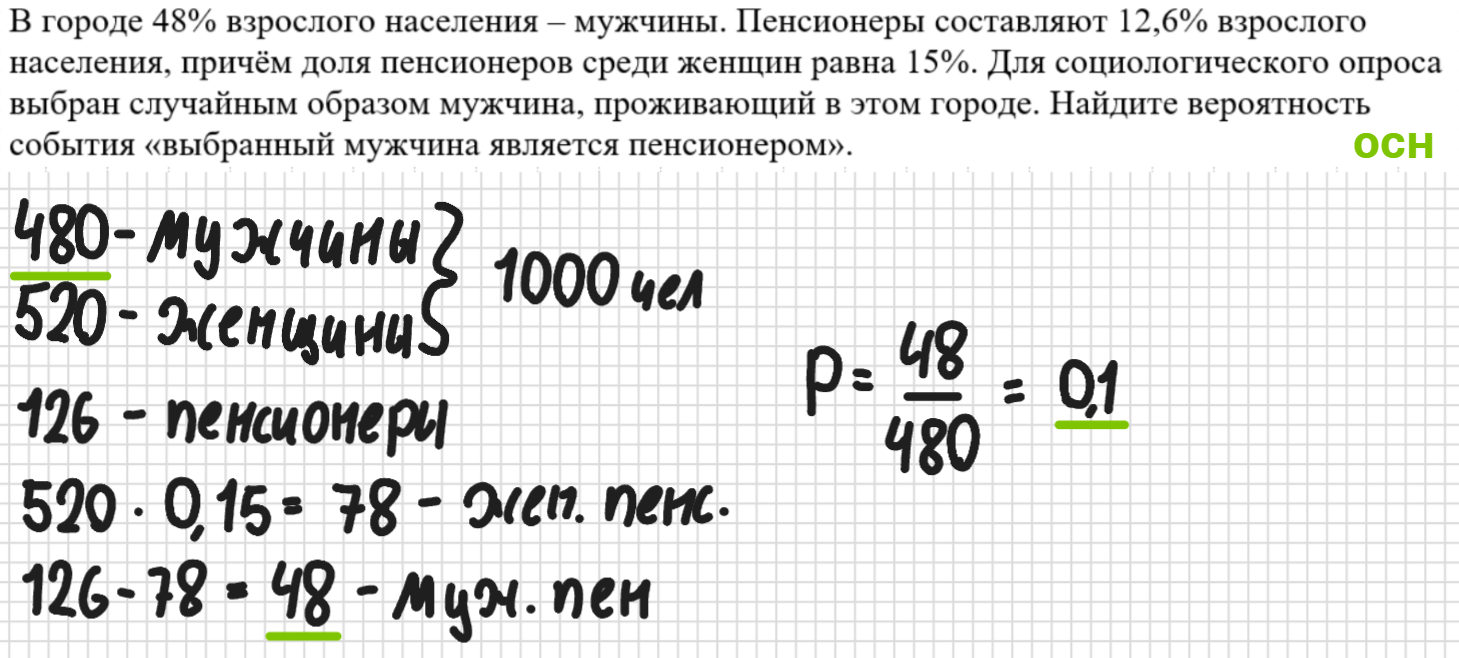 В городе 48% взрослого населения – мужчины. Пенсионеры составляют 12,6% взрослого
населения, причём доля пенсионеров среди женщин равна 15%. Для социологического опроса
выбран случайным образом мужчина, проживающий в этом городе. Найдите вероятность
события «выбранный мужчина является пенсионером».
ОСН
480 - мужчины
520 - женщины
} 1000 чел
126 - пенсионеры
520 · 0,15 = 78 - жен. пенс.
126 - 78 = 48 - муж. пен
P = 48/480 = 0,1